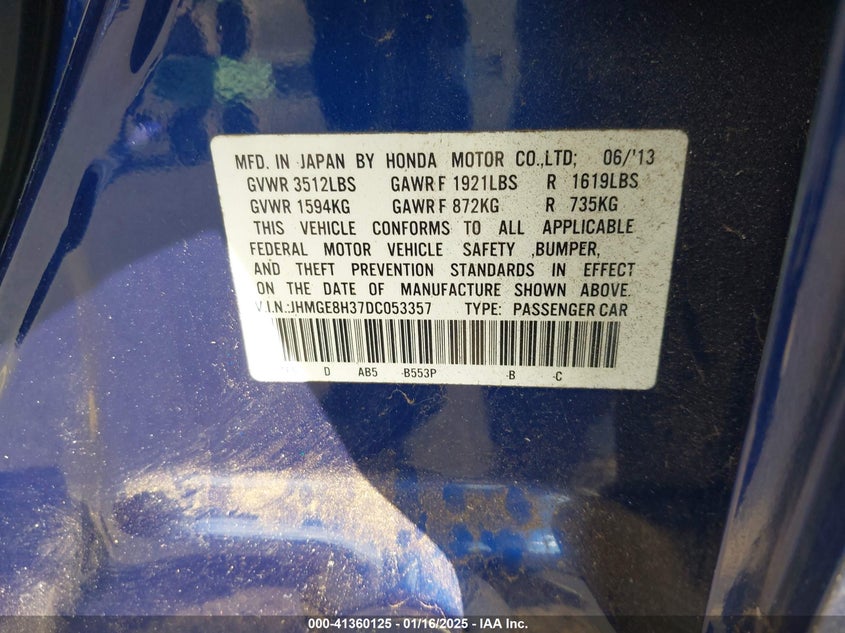 MFD. IN JAPAN BY HONDA MOTOR CO.,LTD; 06/'13
GVWR 3512LBS GAWR F 1921LBS R 1619LBS
GVWR 1594KG GAWR F 872KG R 735KG
THIS VEHICLE CONFORMS TO ALL APPLICABLE
FEDERAL MOTOR VEHICLE SAFETY ,BUMPER,
AND THEFT PREVENTION STANDARDS IN EFFECT
ON THE DATE OF MANUFACTURE SHOWN ABOVE.
V.I.N.:JHMGE8H37DC053357 TYPE: PASSENGER CAR
D AB5 -B553P -B -C
000-41360125 - 01/16/2025 - IAA Inc.